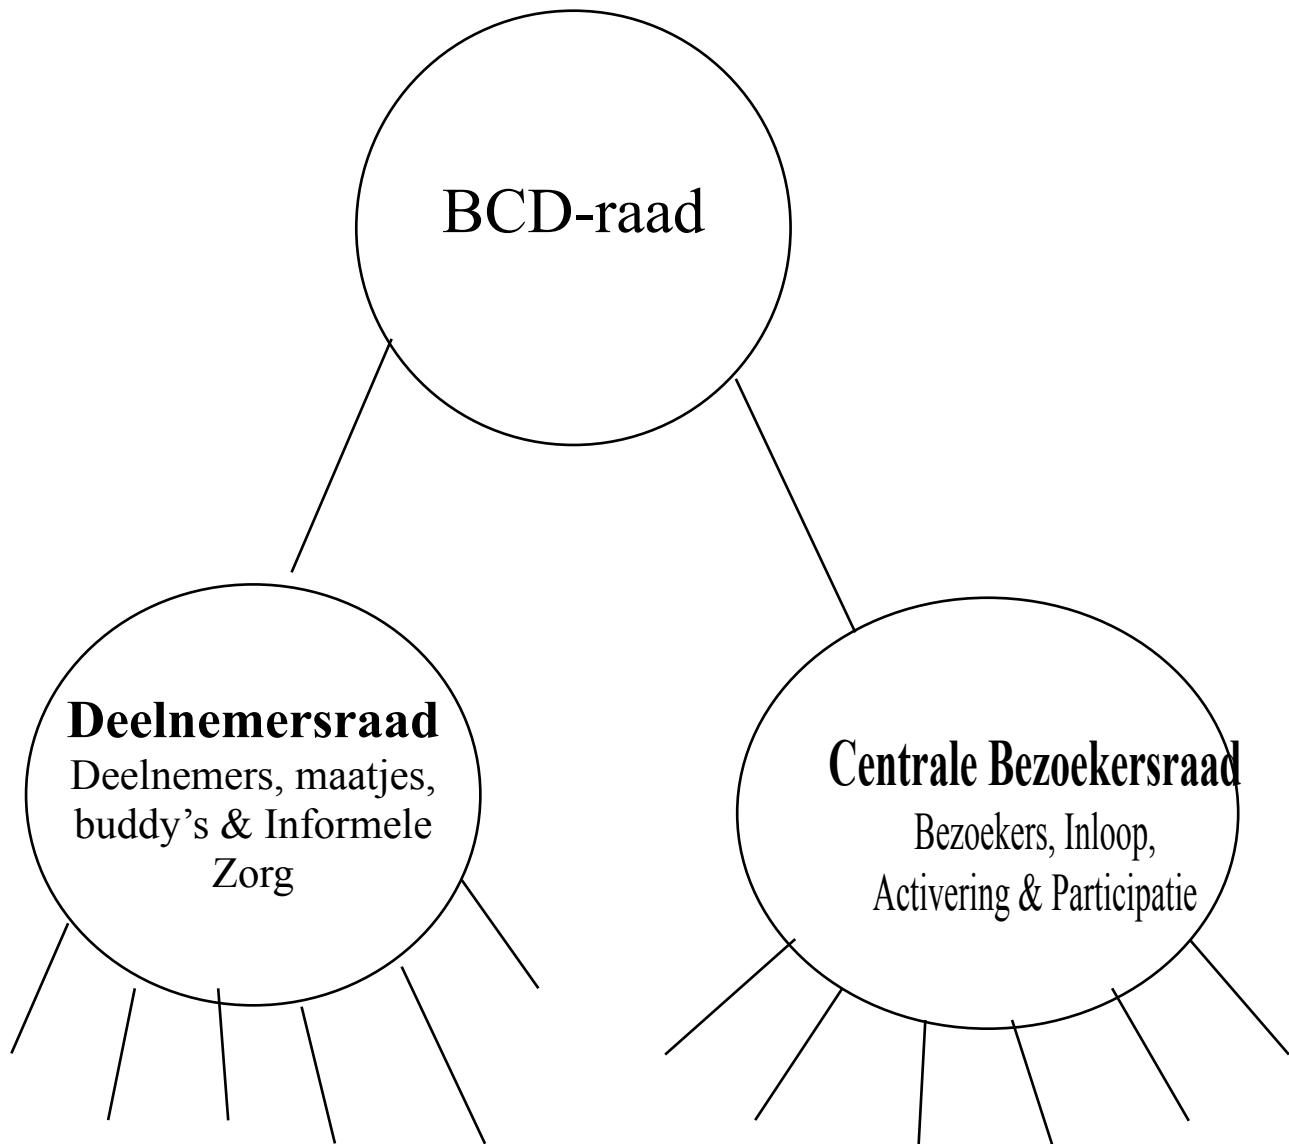 BCD-raad
Deelnemersraad
Deelnemers, maatjes,
buddy’s & Informele
Zorg
Centrale Bezoekersraad
Bezoekers, Inloop,
Activering & Participatie